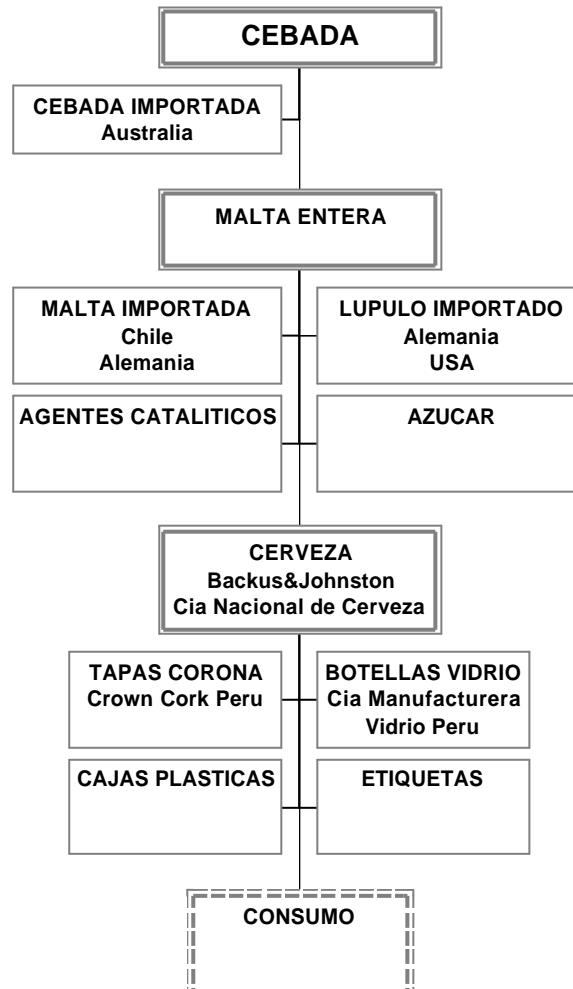 CEBADA
CEBADA IMPORTADA
Australia
MALTA ENTERA
MALTA IMPORTADA
Chile
Alemania
LUPULO IMPORTADO
Alemania
USA
AGENTES CATALITICOS
AZUCAR
CERVEZA
Backus&Johnston
Cia Nacional de Cerveza
TAPAS CORONA
Crown Cork Peru
BOTELLAS VIDRIO
Cia Manufacturera
Vidrio Peru
CAJAS PLASTICAS
ETIQUETAS
CONSUMO